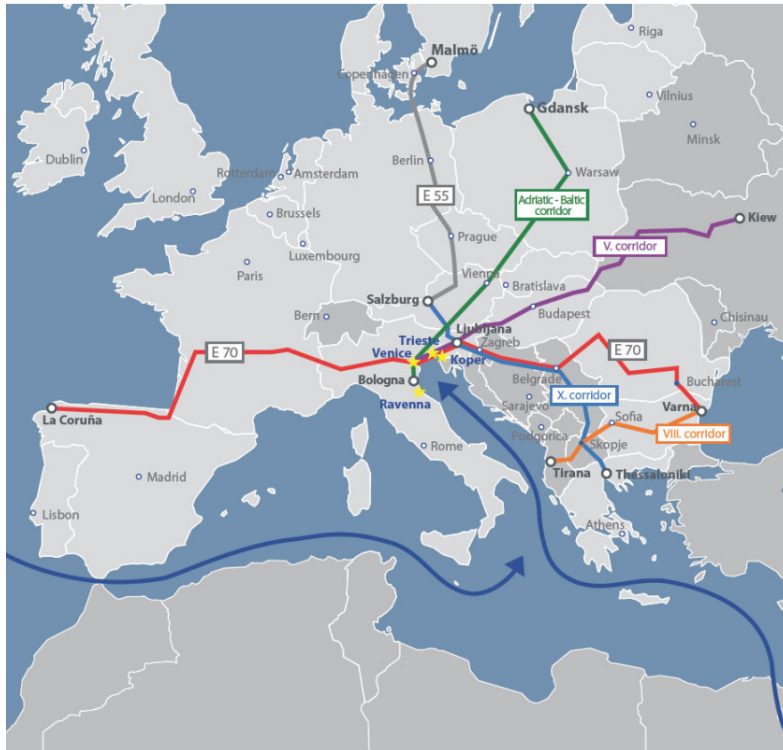 Riga
Malmö
Copenhagen
Vilnius
Gdansk
Minsk
Dublin
Berlin
Rotterdam
Amsterdam
Warsaw
London
E 55
Adriatic - Baltic
corridor
Brussels
Kiew
Prague
V. corridor
Luxembourg
Paris
Vienna
Bratislava
Salzburg
Budapest
Bern
Chisinau
Trieste
Ljubljana
Zagreb
Venice
Koper
E 70
E 70
Bologna
Belgrade
Bucharest
Ravenna
X. corridor
Sarajevo
Varna
La Coruña
Sofia
Podgorica
VIII. corridor
Rome
Skopje
Madrid
Tirana
Thessaloniki
Lisbon
Athens